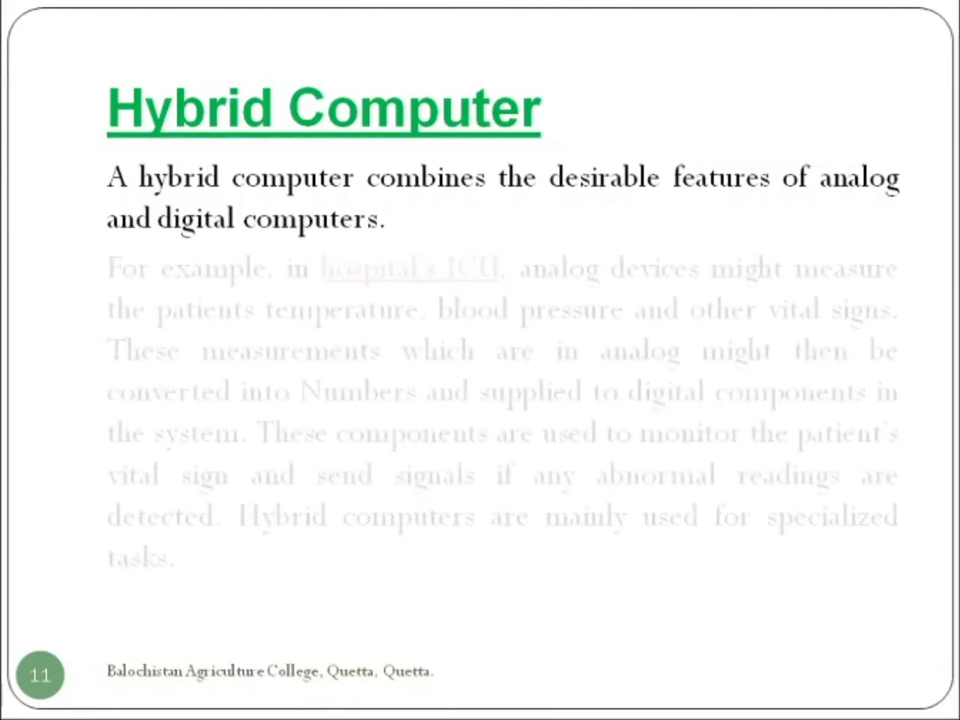 Hybrid Computer
A hybrid computer combines the desirable features of analog
and digital computers.
For example, in hospital's ICU, analog devices might measure
the patients temperature, blood pressure and other vital signs.
These measurements which are in analog might then be
converted into Numbers and supplied to digital components in
the system. These components are used to monitor the patient's
vital sign and send signals if any abnormal readings are
detected. Hybrid computers are mainly used for specialized
tasks.
11
Balochistan Agriculture College, Quetta, Quetta.